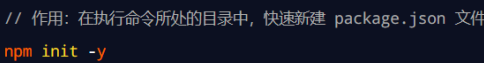 // 作用：在执行命令所处的目录中，快速新建 package.json 文件
npm init -y